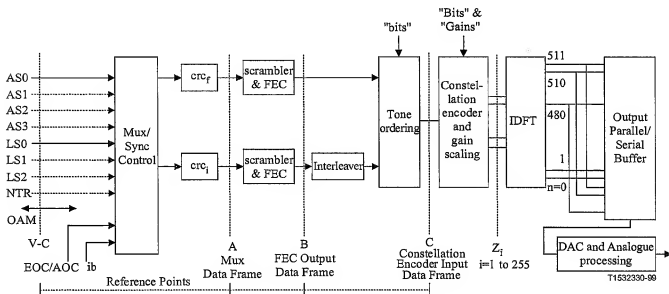 "bits"
"Bits" &
"Gains"
AS0
AS1
AS2
AS3
LS0
LS1
LS2
NTR
OAM
V-C
EOC/AOC ib
Mux/
Sync
Control
crcf
crci
scrambler
& FEC
scrambler
& FEC
Interleaver
Tone
ordering
Constel-
lation
encoder
and
gain
scaling
IDFT
511
510
480
1
n=0
Output
Parallel/
Serial
Buffer
DAC and Analogue
processing
A
Mux
Data Frame
B
FEC Output
Data Frame
C
Constellation
Encoder Input
Data Frame
Zi
i=1 to 255
Reference Points
T1532330-99